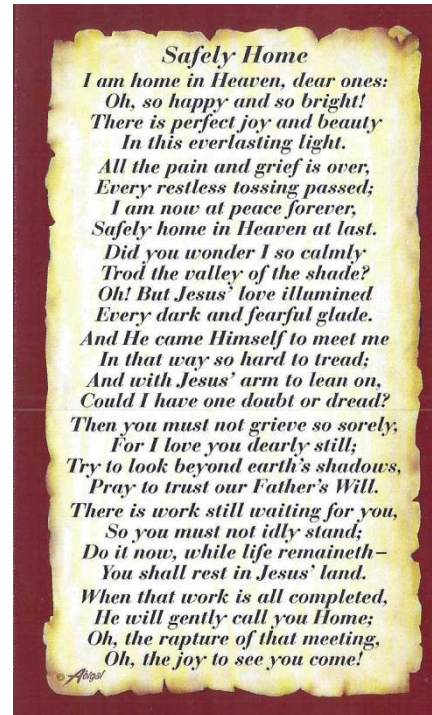 Safely Home
I am home in Heaven, dear ones:
Oh, so happy and so bright!
There is perfect joy and beauty
In this everlasting light.
All the pain and grief is over,
Every restless tossing passed;
I am now at peace forever,
Safely home in Heaven at last.
Did you wonder I so calmly
Trod the valley of the shade?
Oh! But Jesus' love illumined
Every dark and fearful glade.
And He came Himself to meet me
In that way so hard to tread;
And with Jesus' arm to lean on,
Could I have one doubt or dread?
Then you must not grieve so sorely,
For I love you dearly still;
Try to look beyond earth's shadows,
Pray to trust our Father's Will.
There is work still waiting for you,
So you must not idly stand;
Do it now, while life remaineth–
You shall rest in Jesus' land.
When that work is all completed,
He will gently call you Home;
Oh, the rapture of that meeting,
Oh, the joy to see you come!
© Abigail